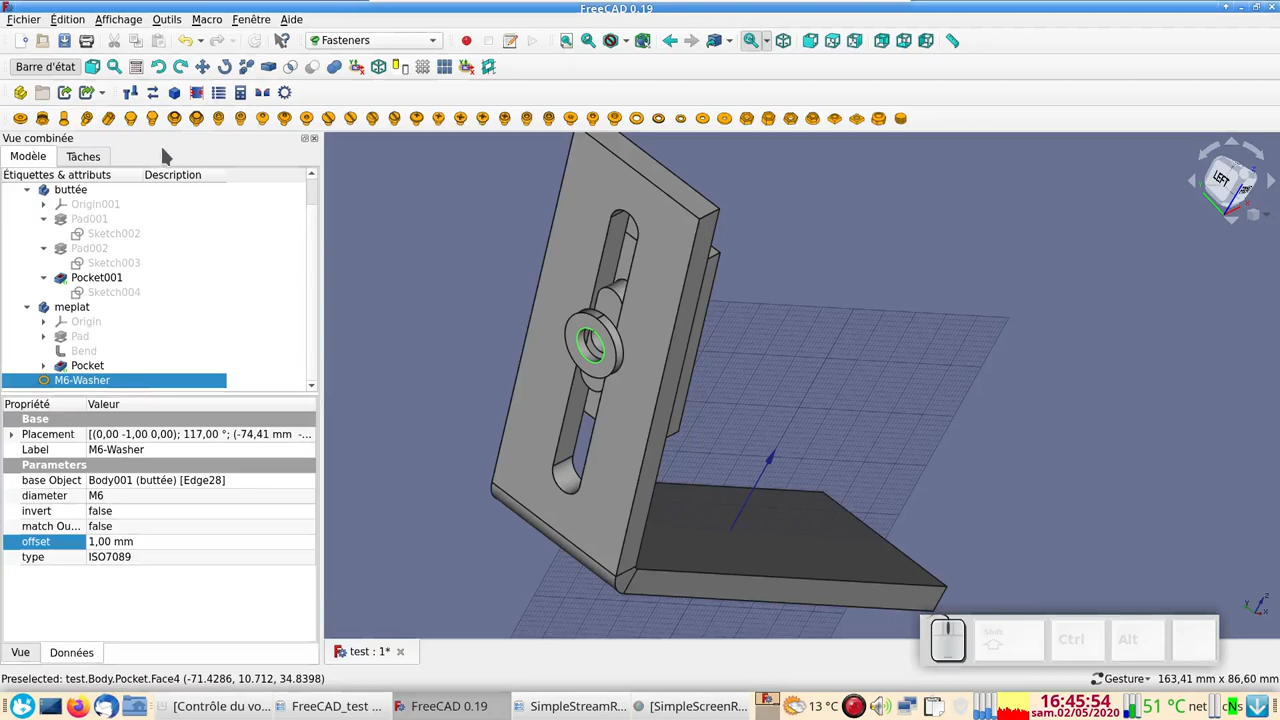 FreeCAD 0.19
Fichier Édition Affichage Outils Macro Fenêtre Aide
Fasteners
Barre d'état
Vue combinée
Modèle Tâches
Étiquettes & attributs Description
buttée
Origin001
Pad001
Sketch002
Pad002
Sketch003
Pocket001
Sketch004
meplat
Origin
Pad
Bend
Pocket
M6-Washer
Propriété Valeur
Base
Placement [(0,00 -1,00 0,00); 117,00 °; (-74,41 mm -...
Label M6-Washer
Parameters
base Object Body001 (buttée) [Edge28]
diameter M6
invert false
match Ou... false
offset 1,00 mm
type ISO7089
LEFT
Shift Ctrl Alt
Vue Données
test : 1*
Preselected: test.Body.Pocket.Face4 (-71.4286, 10.712, 34.8398)
Gesture 163,41 mm x 86,60 mm
[Contrôle du vo... FreeCAD_test ... FreeCAD 0.19 SimpleStreamR... [SimpleScreenR... 13 °C 16:45:54 51 °C net cNs
sam.02/05/2020